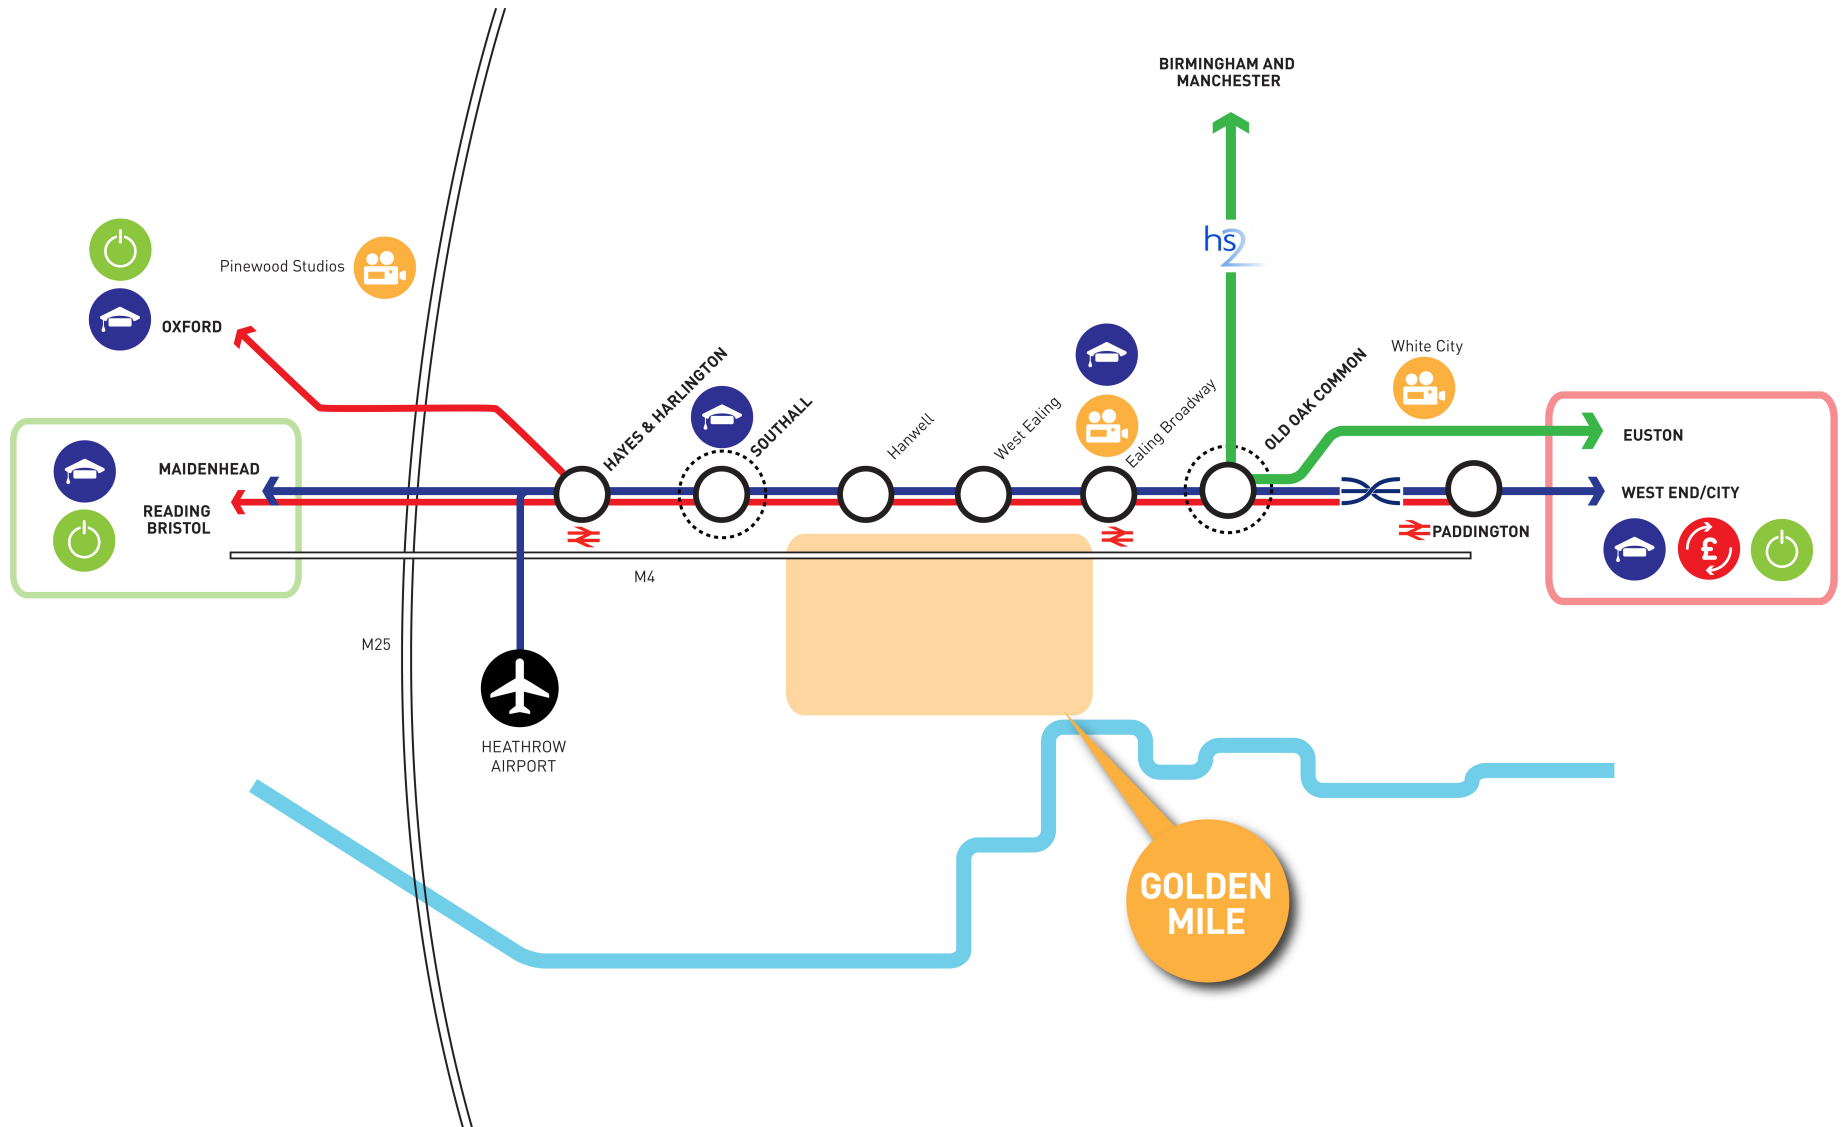 BIRMINGHAM AND
MANCHESTER
hs2
Pinewood Studios
OXFORD
White City
HAYES & HARLINGTON
SOUTHALL
Hanwell
West Ealing
Ealing Broadway
OLD OAK COMMON
EUSTON
MAIDENHEAD
READING
BRISTOL
WEST END/CITY
PADDINGTON
£
M4
M25
HEATHROW
AIRPORT
GOLDEN
MILE